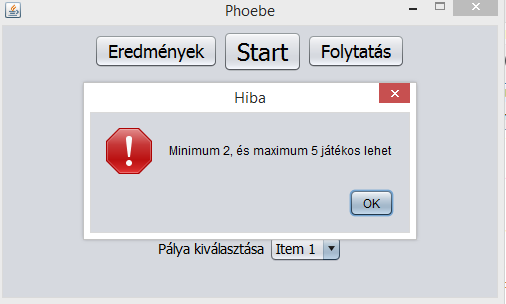 Phoebe
Eredmények Start Folytatás
Hiba
Minimum 2, és maximum 5 játékos lehet
OK
Pálya kiválasztása Item 1